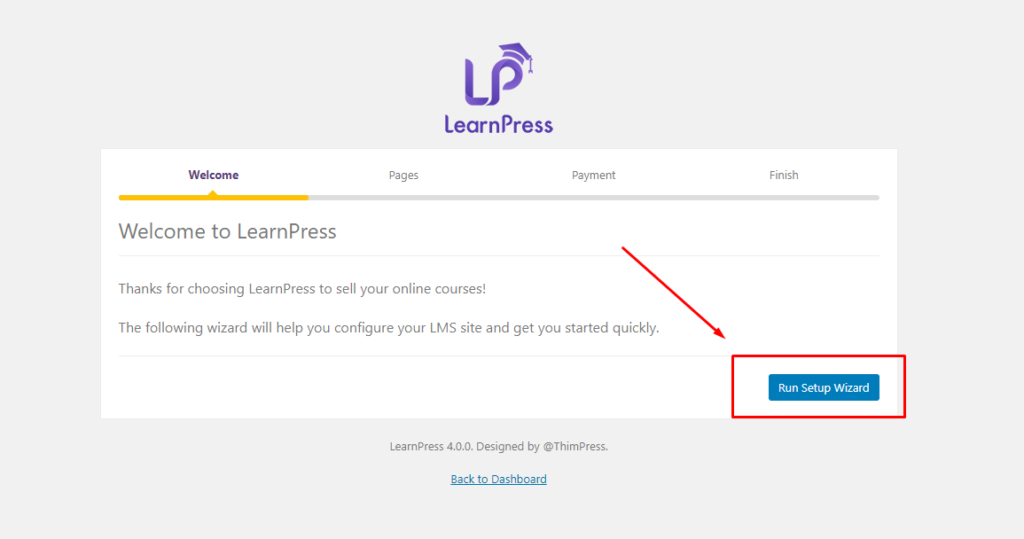 LP
LearnPress
Welcome Pages Payment Finish
Welcome to LearnPress
Thanks for choosing LearnPress to sell your online courses!
The following wizard will help you configure your LMS site and get you started quickly.
Run Setup Wizard
LearnPress 4.0.0. Designed by @ThimPress.
Back to Dashboard